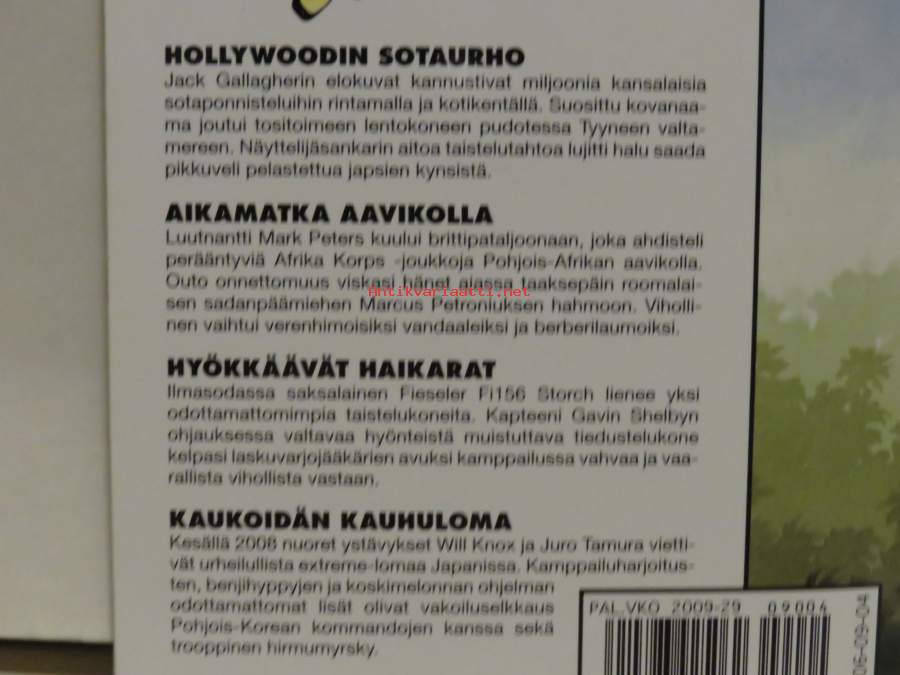 HOLLYWOODIN SOTAURHO
Jack Gallagherin elokuvat kannustivat miljoonia kansalaisia
sotaponnisteluihin rintamalla ja kotikentällä. Suosittu kovanaa-
ma joutui tositoimeen lentokoneen pudotessa Tyyneen valta-
mereen. Näyttelijäsankarin aitoa taistelutahtoa lujitti halu saada
pikkuveli pelastettua japsien kynsistä.
AIKAMATKA AAVIKOLLA
Luutnantti Mark Peters kuului brittipataljoonaan, joka ahdisteli
perääntyviä Afrika Korps -joukkoja Pohjois-Afrikan aavikolla.
Outo onnettomuus viskasi hänet ajassa taaksepäin roomalai-
Antikvariaatti.net
sen sadanpäämiehen Marcus Petroniuksen hahmoon. Viholli-
nen vaihtui verenhimoisiksi vandaaleiksi ja berberilaumoiksi.
HYÖKKÄÄVÄT HAIKARAT
Ilmasodassa saksalainen Fieseler Fi156 Storch lienee yksi
odottamattomimpia taistelukoneita. Kapteeni Gavin Shelbyn
ohjauksessa valtavaa hyönteistä muistuttava tiedustelukone
kelpasi laskuvarjojääkärien avuksi kamppailussa vahvaa ja vaa-
rallista vihollista vastaan.
KAUKOIDÄN KAUHULOMA
Kesällä 2008 nuoret ystävykset Will Knox ja Juro Tamura vietti-
vät urheilullista extreme-lomaa Japanissa. Kamppailuharjoitus-
ten, benjihyppyjen ja koskimelonnan ohjelman
odottamattomat lisät olivat vakoiluselkkaus
Pohjois-Korean kommandojen kanssa sekä
trooppinen hirmumyrsky.
PAL.VKO 2009-29 09004
06-09-04